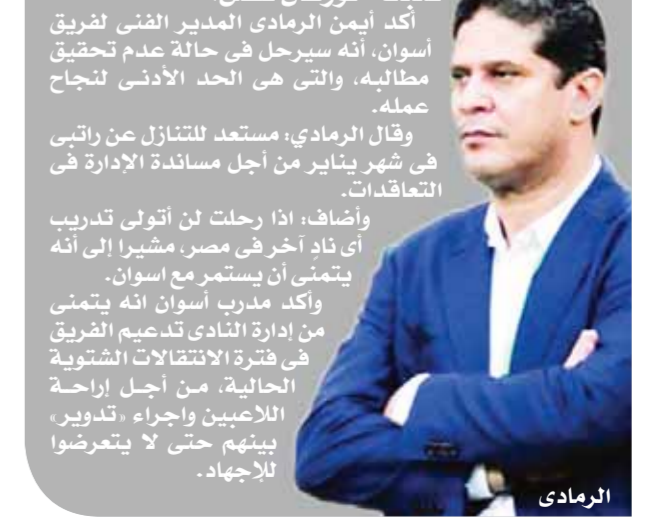 أكد أيمن الرمادى المدير الفنى لفريق
أسوان، أنه سيرحل فى حالة عدم تحقيق
مطالبه، والتى هى الحد الأدنـى لنجاح
عمله.
وقال الرمادي: مستعد للتنازل عن راتبى
فى شهر يناير من أجل مساندة الإدارة فى
التعاقدات.
وأضاف: اذا رحلت لن أتولى تدريب
أى نادٍ آخر فى مصر، مشيرا إلى أنه
يتمنى أن يستمر مع اسوان.
وأكد مدرب أسوان انه يتمنى
من إدارة النادى تدعيم الفريق
فى فترة الانتقالات الشتوية
الحالية، مـن أجـل إراحـة
اللاعبين واجراء «تدوير»
بينهم حتى لا يتعرضوا
للإجهاد.
الرمادى